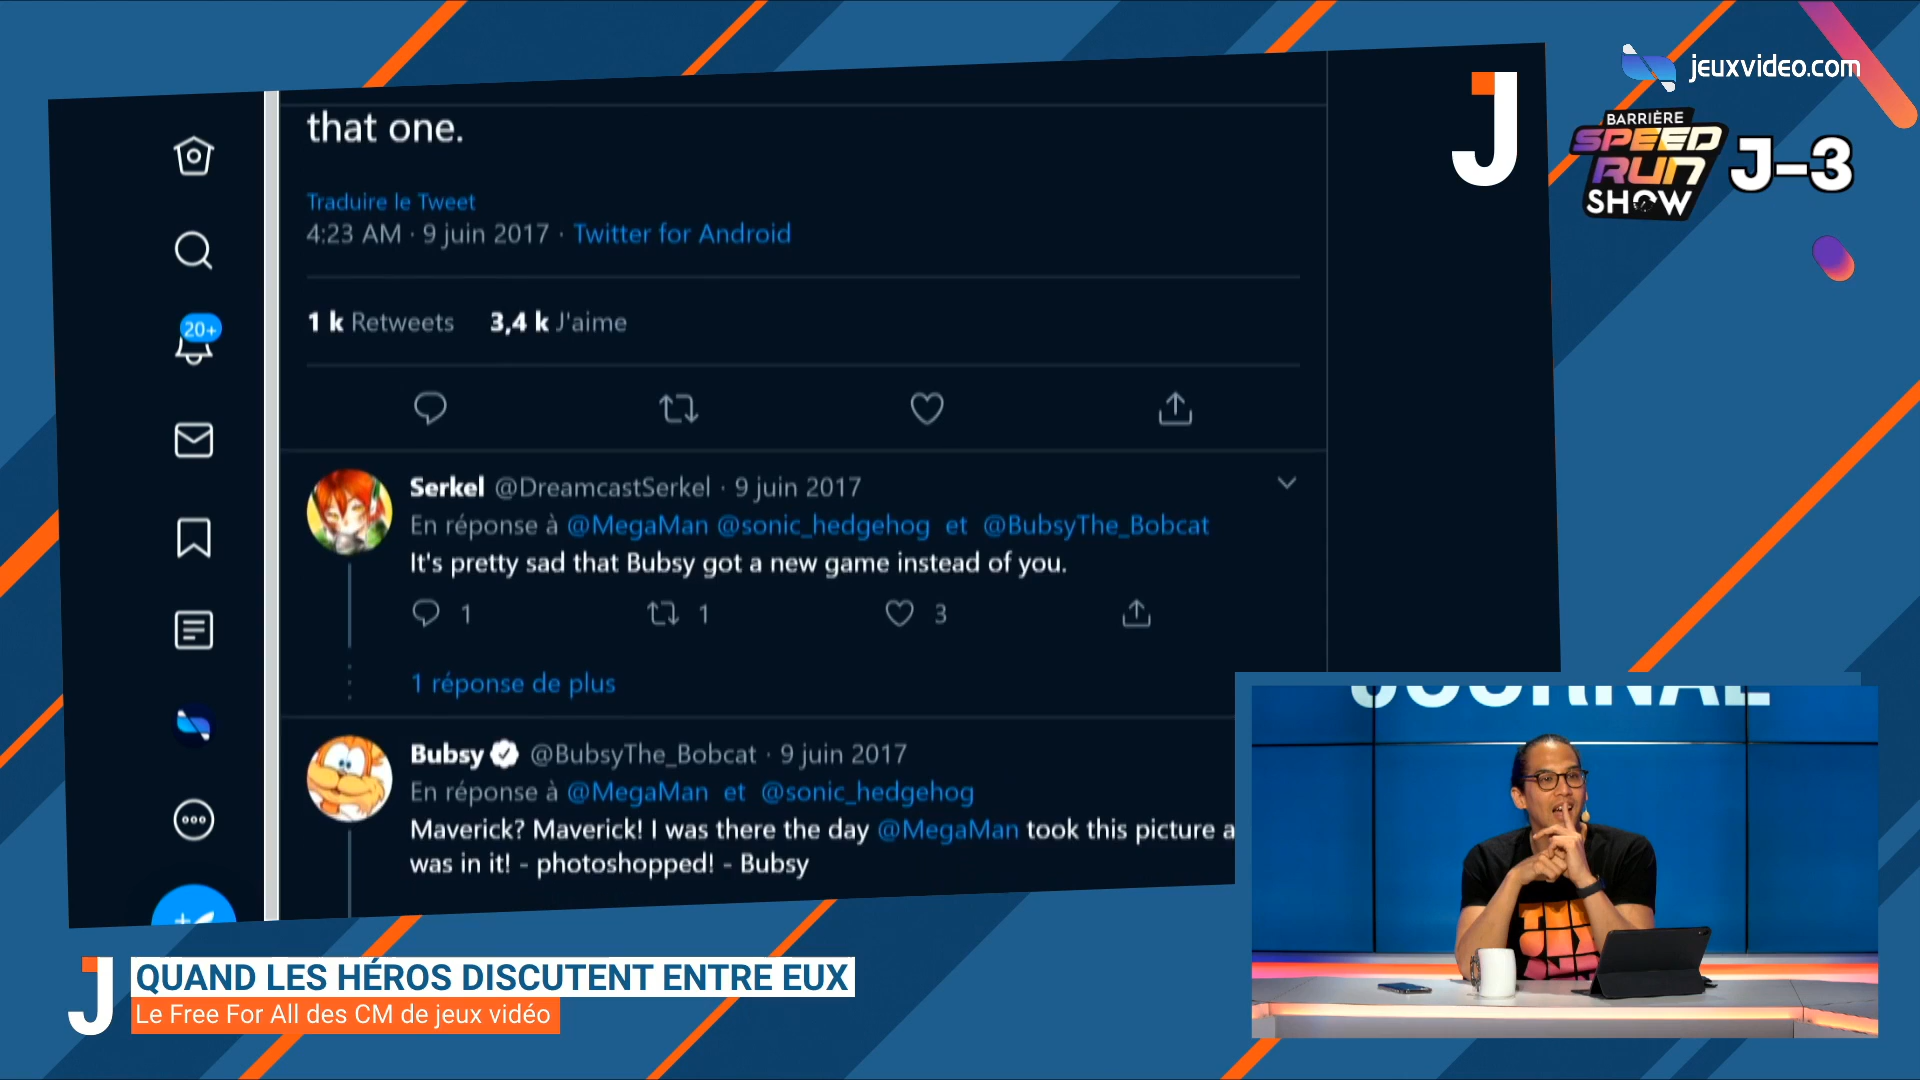 jeuxvideo.com
BARRIÈRE
SPEED
RUN
SHOW
J-3
J
that one.
Traduire le Tweet
4:23 AM · 9 juin 2017 · Twitter for Android
1 k Retweets 3,4 k J'aime
20+
Serkel @DreamcastSerkel · 9 juin 2017
En réponse à @MegaMan @sonic_hedgehog et @BubsyThe_Bobcat
It's pretty sad that Bubsy got a new game instead of you.
1 1 3
1 réponse de plus
Bubsy @BubsyThe_Bobcat · 9 juin 2017
En réponse à @MegaMan et @sonic_hedgehog
Maverick? Maverick! I was there the day @MegaMan took this picture a
was in it! - photoshopped! - Bubsy
JOURNAL
J
QUAND LES HÉROS DISCUTENT ENTRE EUX
Le Free For All des CM de jeux vidéo